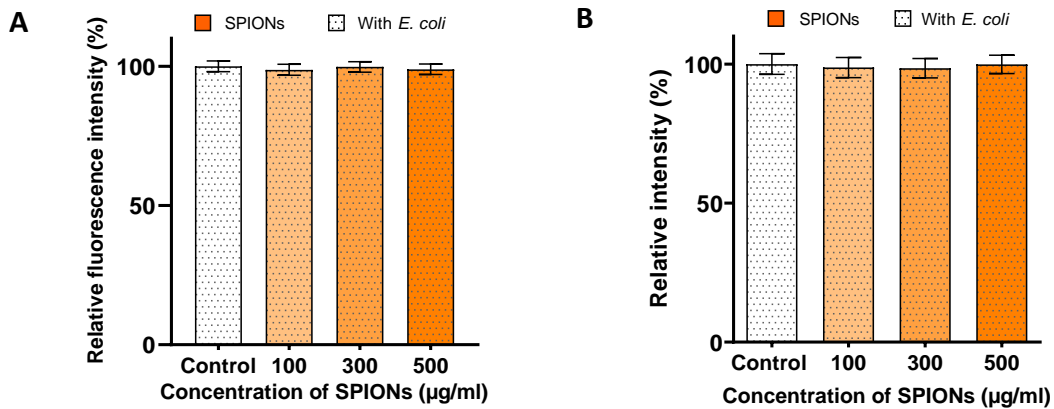 A
SPIONs With E. coli
Relative fluorescence intensity (%)
100
50
0
Control 100 300 500
Concentration of SPIONs (μg/ml)
B
SPIONs With E. coli
Relative intensity (%)
100
50
0
Control 100 300 500
Concentration of SPIONs (μg/ml)